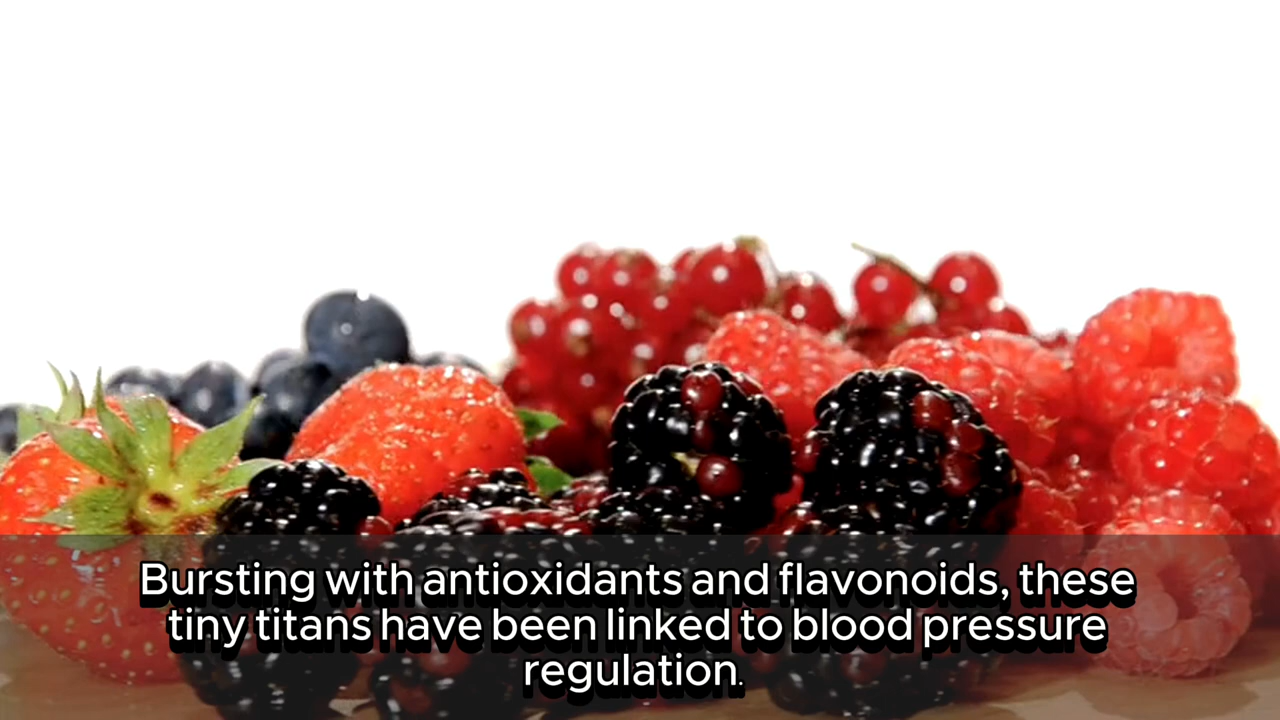 Bursting with antioxidants and flavonoids, these
tiny titans have been linked to blood pressure
regulation.